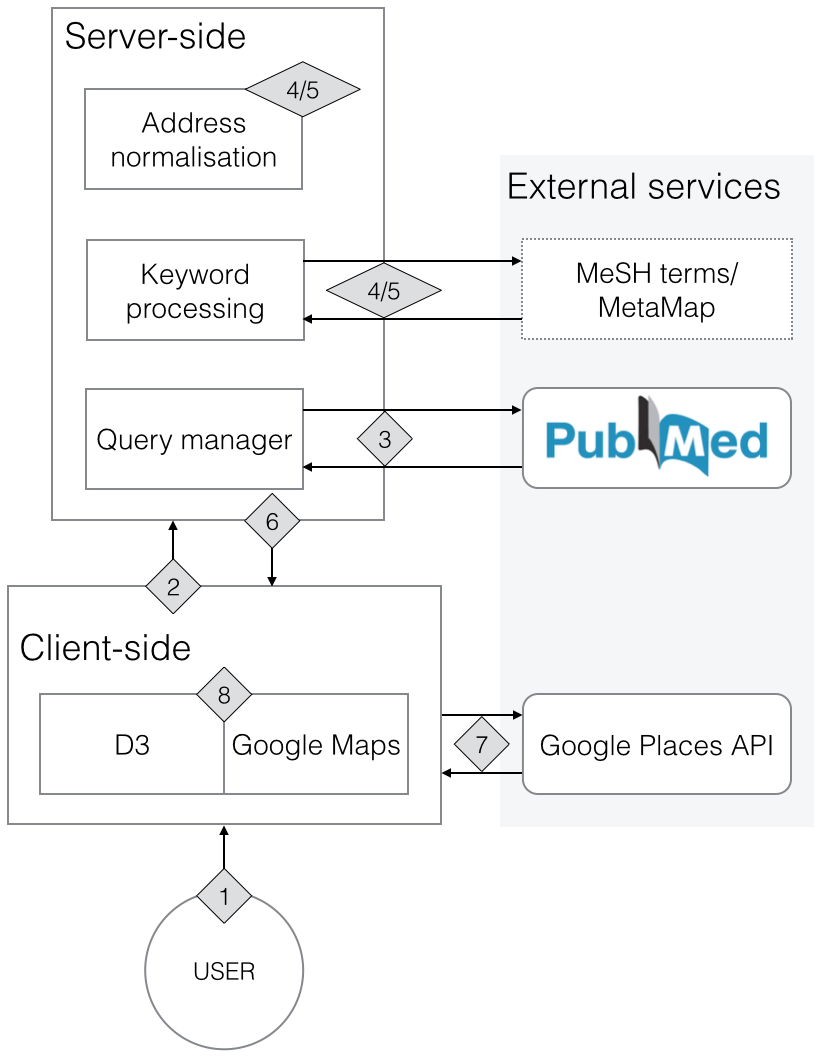 Server-side
4/5
Address
normalisation
External services
Keyword
processing
4/5
MeSH terms/
MetaMap
Query manager
3
PubMed
6
2
Client-side
8
D3
Google Maps
7
Google Places API
1
USER